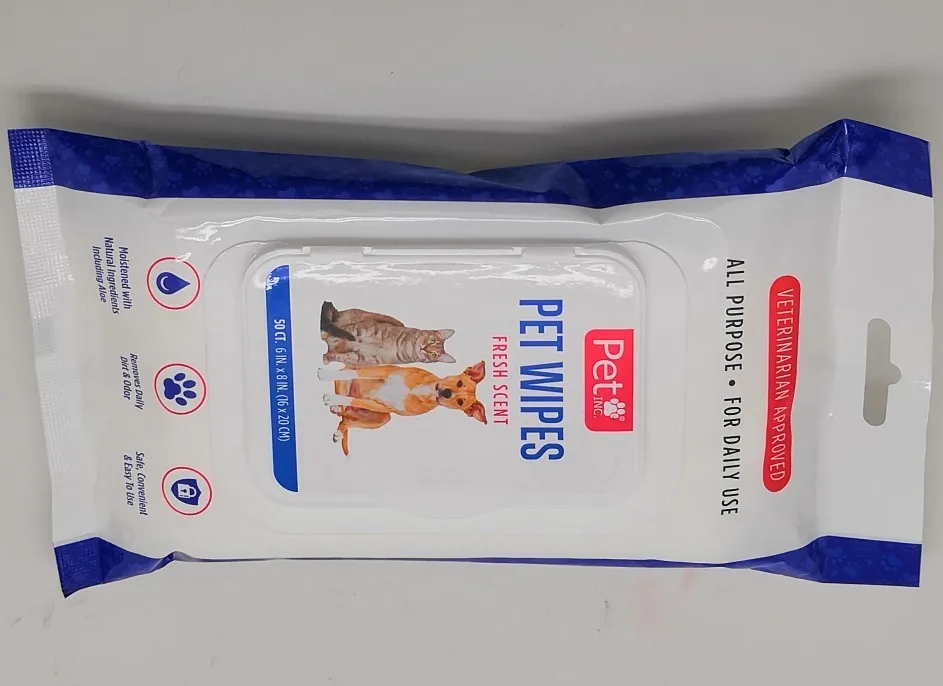 VETERINARIAN APPROVED
ALL PURPOSE • FOR DAILY USE
Pet
INC.®
PET WIPES
FRESH SCENT
50 CT. 6 IN. X 8 IN. (16 X 20 CM)
Moistened with
Natural Ingredients
Including Aloe
Removes Daily
Dirt & Odor
Safe, Convenient
& Easy To Use